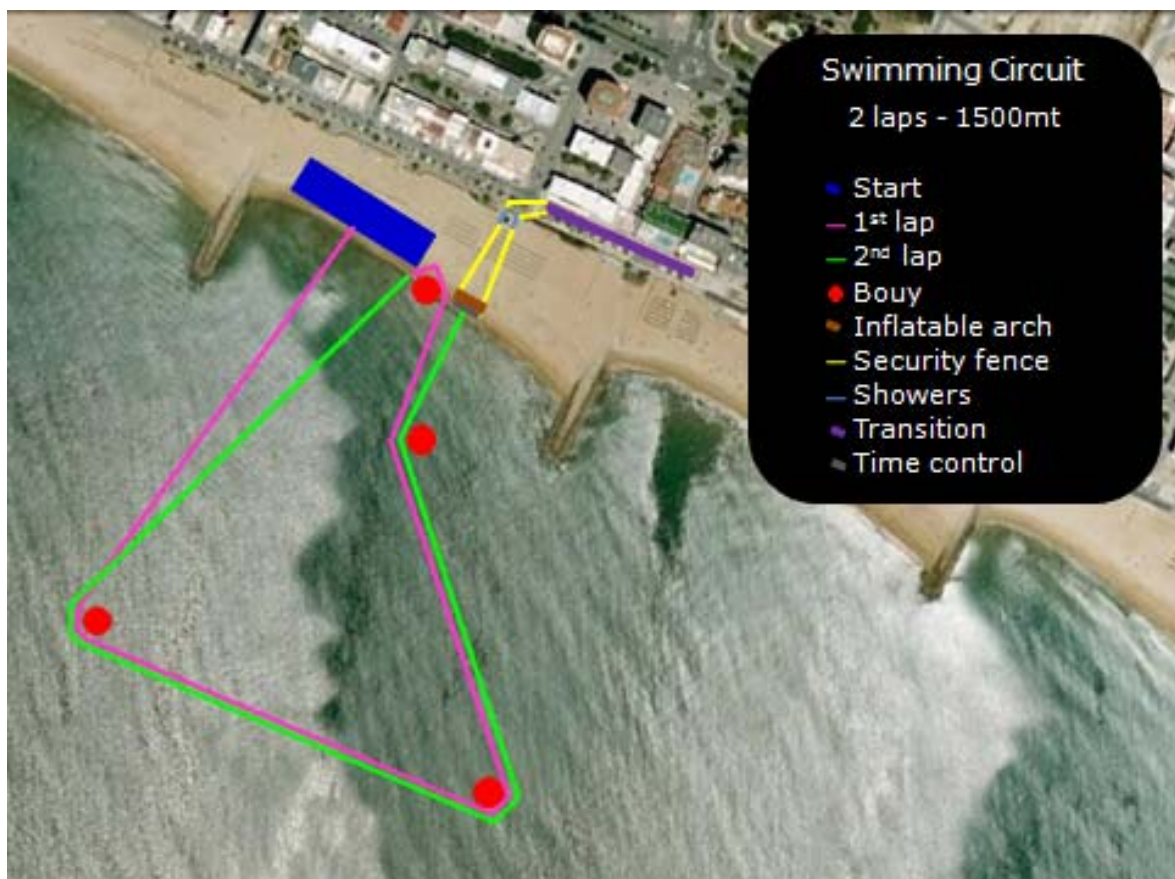 Swimming Circuit
2 laps - 1500mt
Start
1st lap
2nd lap
Bouy
Inflatable arch
Security fence
Showers
Transition
Time control